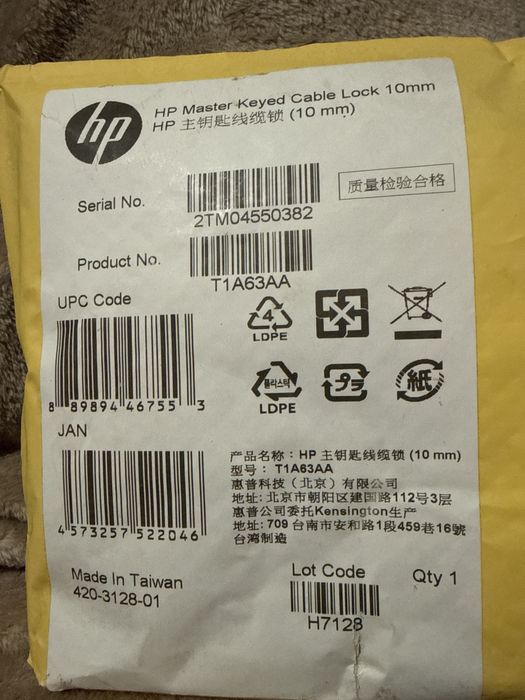 hp
HP Master Keyed Cable Lock 10mm
HP 主钥匙线缆锁 (10 mm)
Serial No.
2TM04550382
质量检验合格
Product No.
T1A63AA
UPC Code
8 89894 46755 3
4
LDPE
플라스틱
LDPE
プラ
紙
JAN
4 573257 522046
产品名称：HP 主钥匙线缆锁 (10 mm)
型号： T1A63AA
惠普科技（北京）有限公司
地址: 北京市朝阳区建国路112号3层
惠普公司委托Kensington生产
地址: 709 台南市安和路1段459巷16號
台湾制造
Made In Taiwan
420-3128-01
Lot Code
H7128
Qty 1